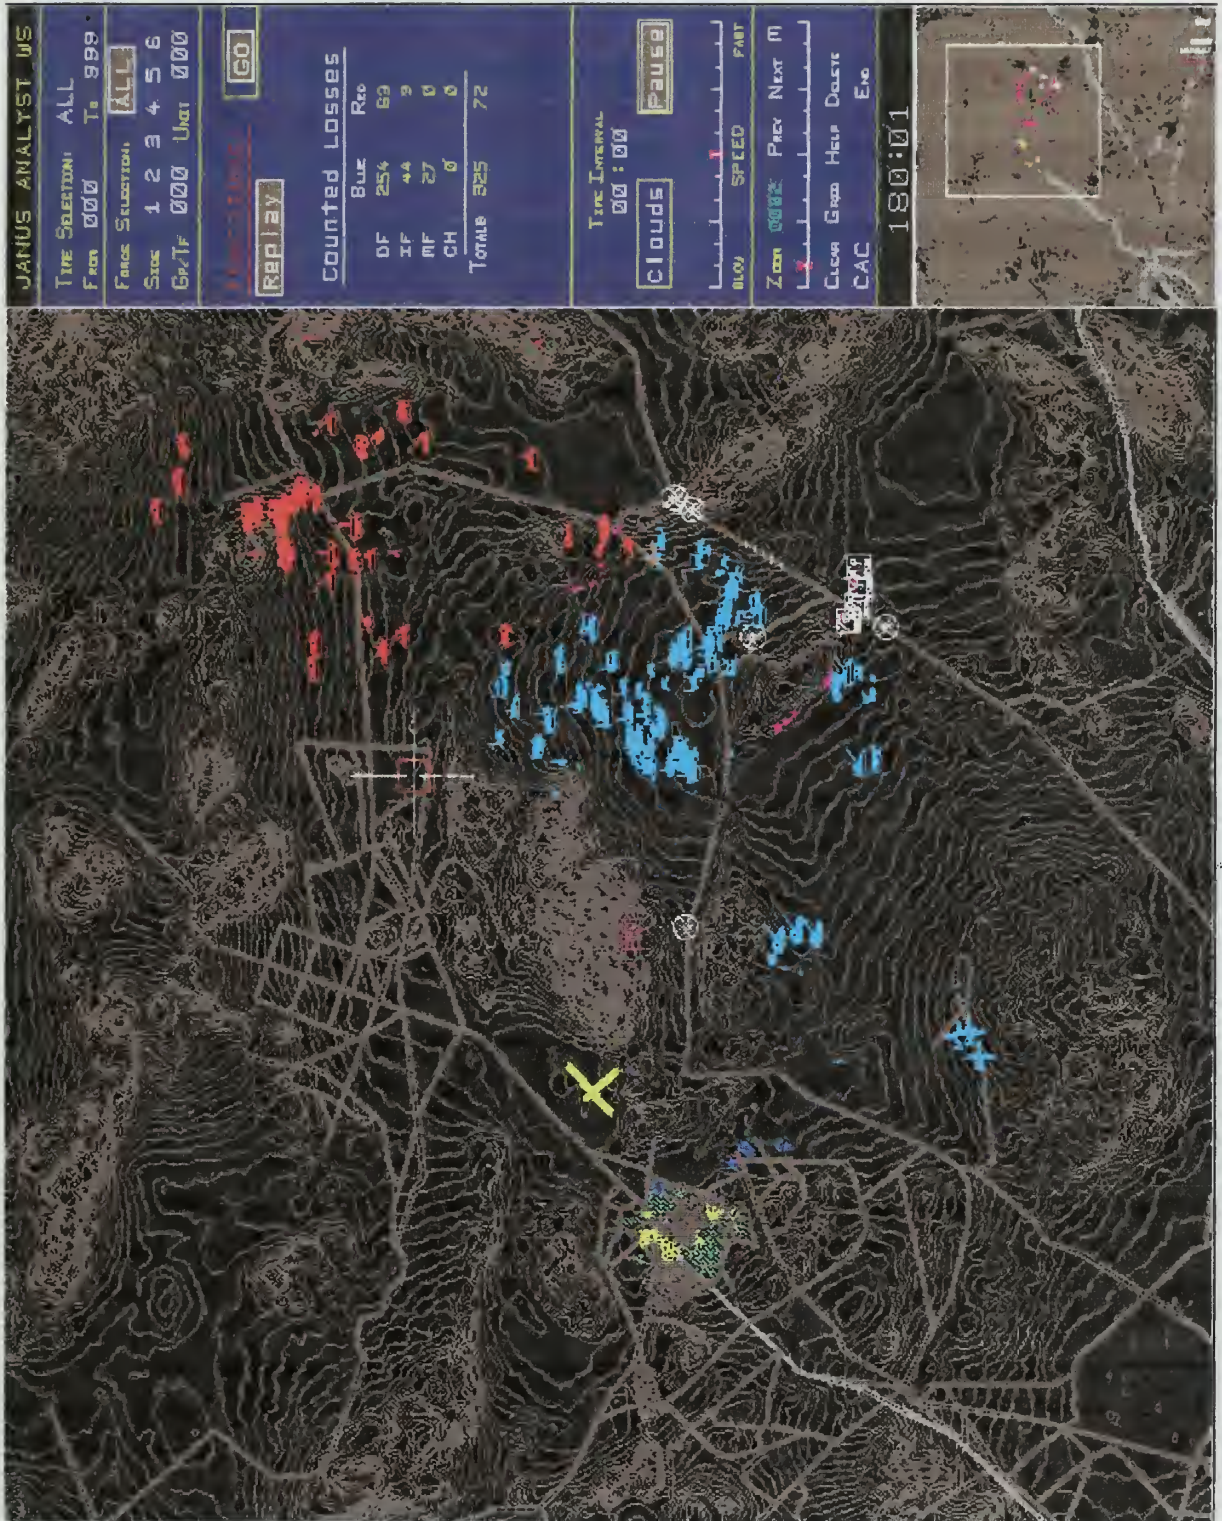 JANUS ANALYST WS
TIME SELECTION: ALL
FROM 000 TO 999
FORCE SELECTION: ALL
SIDE 1 2 3 4 5 6
GP/TF 000 UNIT 000
GO
Replay
Counted Losses
BLUE RED
DF 254 63
IF 44 9
MF 27 0
CH 0 0
TOTALS 325 72
TIME INTERVAL
00:00
Clouds Pause
SLOW SPEED FAST
ZOOM 0002 PREV NEXT M
CLEAR GRID HELP DELETE
CAC END
180:01